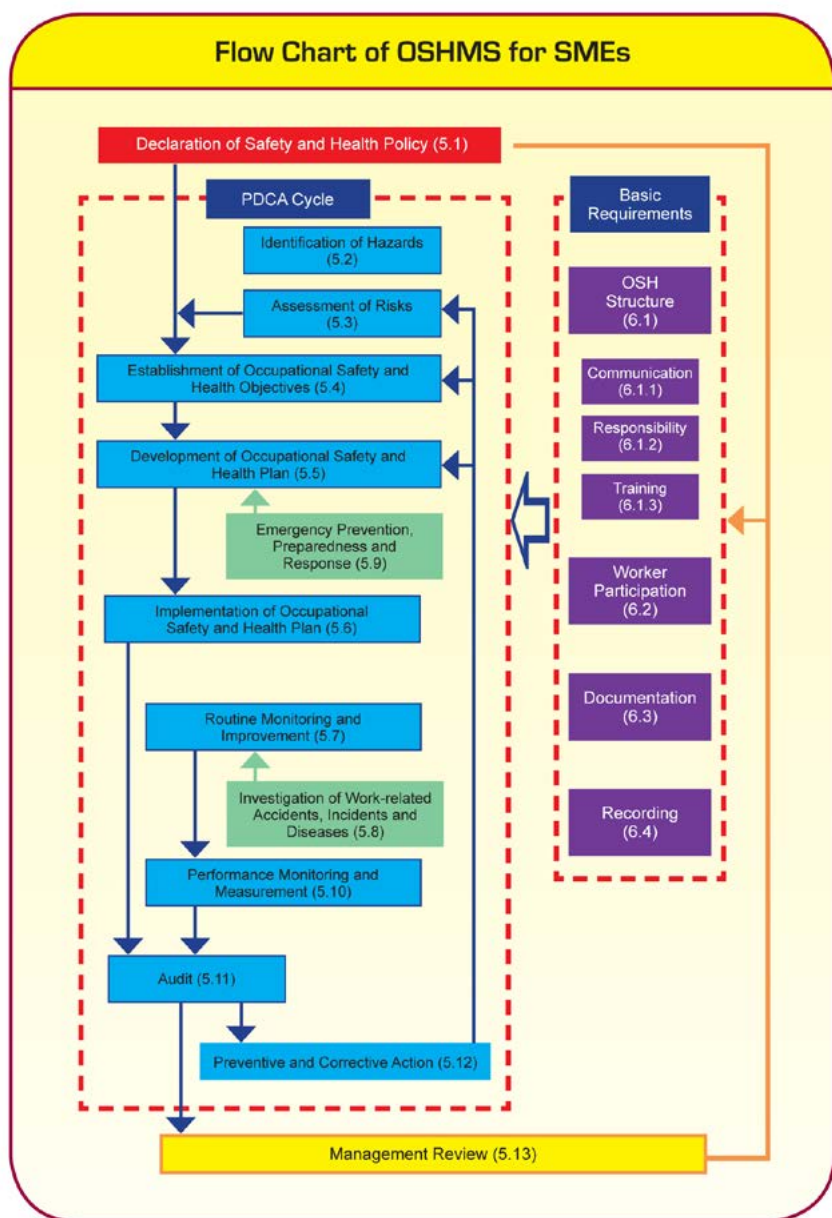 Flow Chart of OSHMS for SMEs
Declaration of Safety and Health Policy (5.1)
PDCA Cycle
Identification of Hazards
(5.2)
Assessment of Risks
(5.3)
Establishment of Occupational Safety and
Health Objectives (5.4)
Development of Occupational Safety and
Health Plan (5.5)
Emergency Prevention,
Preparedness and
Response (5.9)
Implementation of Occupational
Safety and Health Plan (5.6)
Routine Monitoring and
Improvement (5.7)
Investigation of Work-related
Accidents, Incidents and
Diseases (5.8)
Performance Monitoring and
Measurement (5.10)
Audit (5.11)
Preventive and Corrective Action (5.12)
Basic
Requirements
OSH
Structure
(6.1)
Communication
(6.1.1)
Responsibility
(6.1.2)
Training
(6.1.3)
Worker
Participation
(6.2)
Documentation
(6.3)
Recording
(6.4)
Management Review (5.13)